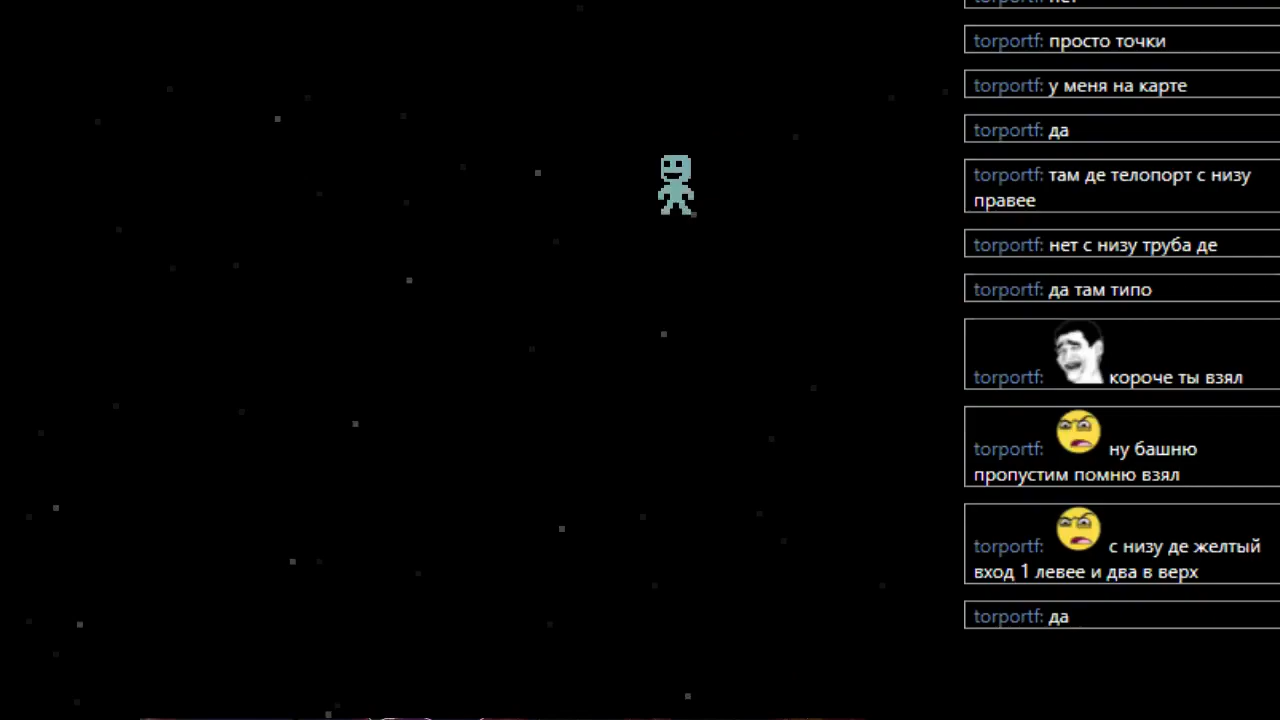 torportf: нет
torportf: просто точки
torportf: у меня на карте
torportf: да
torportf: там де телопорт с низу
правее
torportf: нет с низу труба де
torportf: да там типо
torportf: короче ты взял
torportf: ну башню
пропустим помню взял
torportf: с низу де желтый
вход 1 левее и два в верх
torportf: да